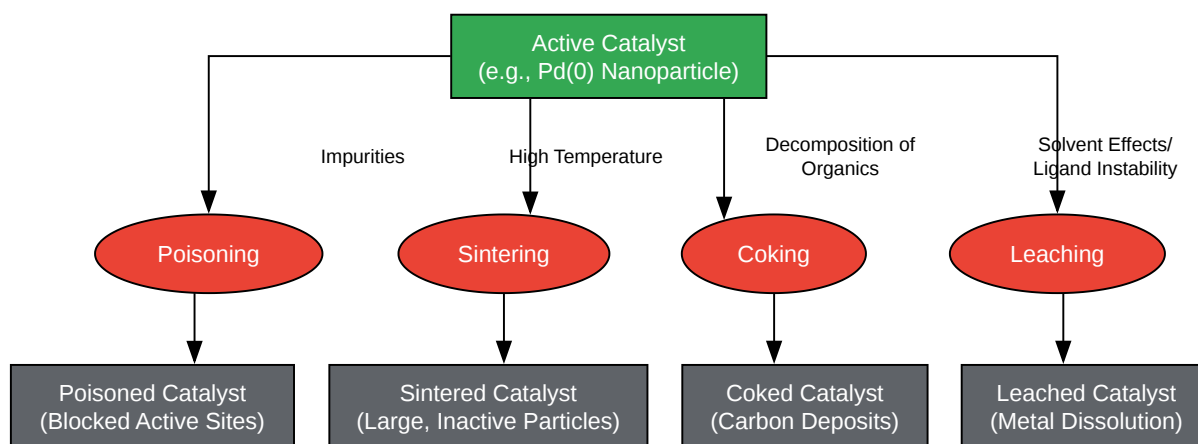 Active Catalyst
(e.g., Pd(0) Nanoparticle)
Impurities
High Temperature
Decomposition of
Organics
Solvent Effects/
Ligand Instability
Poisoning
Sintering
Coking
Leaching
Poisoned Catalyst
(Blocked Active Sites)
Sintered Catalyst
(Large, Inactive Particles)
Coked Catalyst
(Carbon Deposits)
Leached Catalyst
(Metal Dissolution)